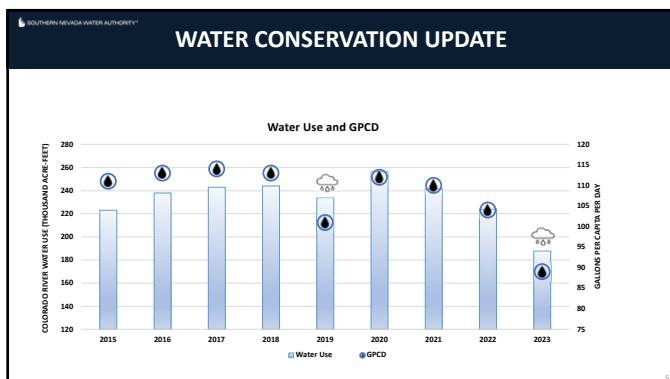 SOUTHERN NEVADA WATER AUTHORITY™
WATER CONSERVATION UPDATE
Water Use and GPCD
COLORADO RIVER WATER USE (THOUSAND ACRE-FEET)
280
260
240
220
200
180
160
140
120
120
115
110
105
100
95
90
85
80
75
GALLONS PER CAPITA PER DAY
2015 2016 2017 2018 2019 2020 2021 2022 2023
Water Use GPCD
5